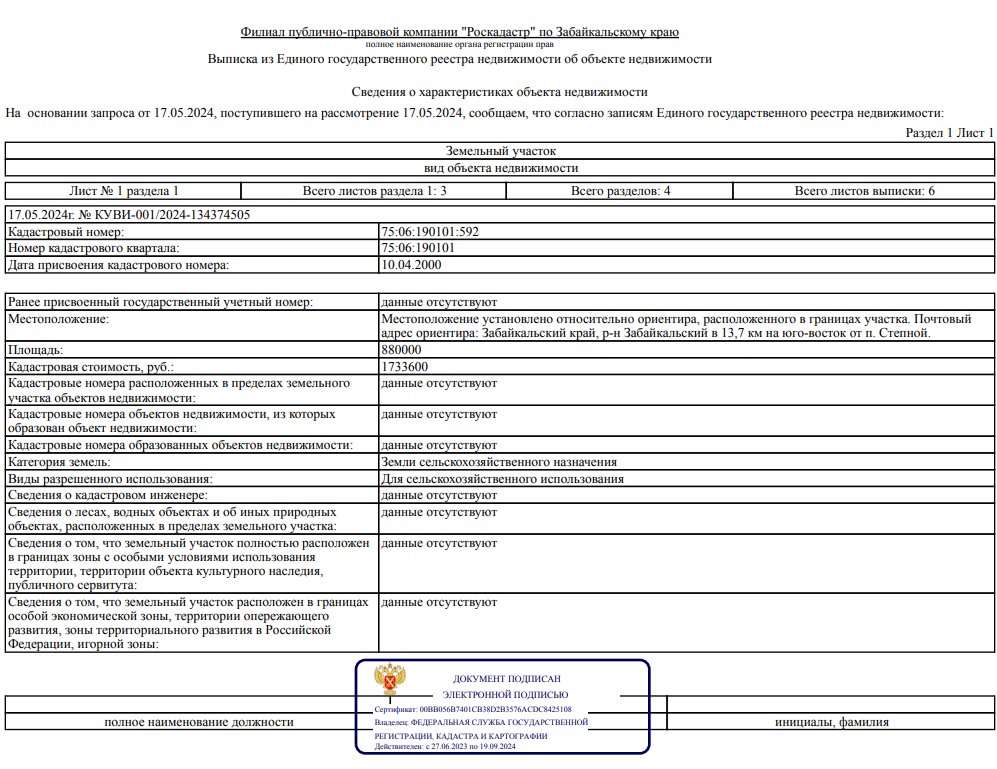 Филиал публично-правовой компании "Роскадастр" по Забайкальскому краю
полное наименование органа регистрации прав
Выписка из Единого государственного реестра недвижимости об объекте недвижимости
Сведения о характеристиках объекта недвижимости
На основании запроса от 17.05.2024, поступившего на рассмотрение 17.05.2024, сообщаем, что согласно записям Единого государственного реестра недвижимости:
Раздел 1 Лист 1
Земельный участок
вид объекта недвижимости
Лист № 1 раздела 1 Всего листов раздела 1: 3 Всего разделов: 4 Всего листов выписки: 6
17.05.2024г. № КУВИ-001/2024-134374505
Кадастровый номер: 75:06:190101:592
Номер кадастрового квартала: 75:06:190101
Дата присвоения кадастрового номера: 10.04.2000
Ранее присвоенный государственный учетный номер: данные отсутствуют
Местоположение: Местоположение установлено относительно ориентира, расположенного в границах участка. Почтовый
адрес ориентира: Забайкальский край, р-н Забайкальский в 13,7 км на юго-восток от п. Степной.
Площадь: 880000
Кадастровая стоимость, руб.: 1733600
Кадастровые номера расположенных в пределах земельного данные отсутствуют
участка объектов недвижимости:
Кадастровые номера объектов недвижимости, из которых данные отсутствуют
образован объект недвижимости:
Кадастровые номера образованных объектов недвижимости: данные отсутствуют
Категория земель: Земли сельскохозяйственного назначения
Виды разрешенного использования: Для сельскохозяйственного использования
Сведения о кадастровом инженере: данные отсутствуют
Сведения о лесах, водных объектах и об иных природных данные отсутствуют
объектах, расположенных в пределах земельного участка:
Сведения о том, что земельный участок полностью расположен данные отсутствуют
в границах зоны с особыми условиями использования
территории, территории объекта культурного наследия,
публичного сервитута:
Сведения о том, что земельный участок расположен в границах данные отсутствуют
особой экономической зоны, территории опережающего
развития, зоны территориального развития в Российской
Федерации, игорной зоны:
ДОКУМЕНТ ПОДПИСАН
ЭЛЕКТРОННОЙ ПОДПИСЬЮ
Сертификат: 00BB056B7401CB38D2B3576ACDC8425108
Владелец: ФЕДЕРАЛЬНАЯ СЛУЖБА ГОСУДАРСТВЕННОЙ
РЕГИСТРАЦИИ, КАДАСТРА И КАРТОГРАФИИ
Действителен: с 27.06.2023 по 19.09.2024
полное наименование должности инициалы, фамилия